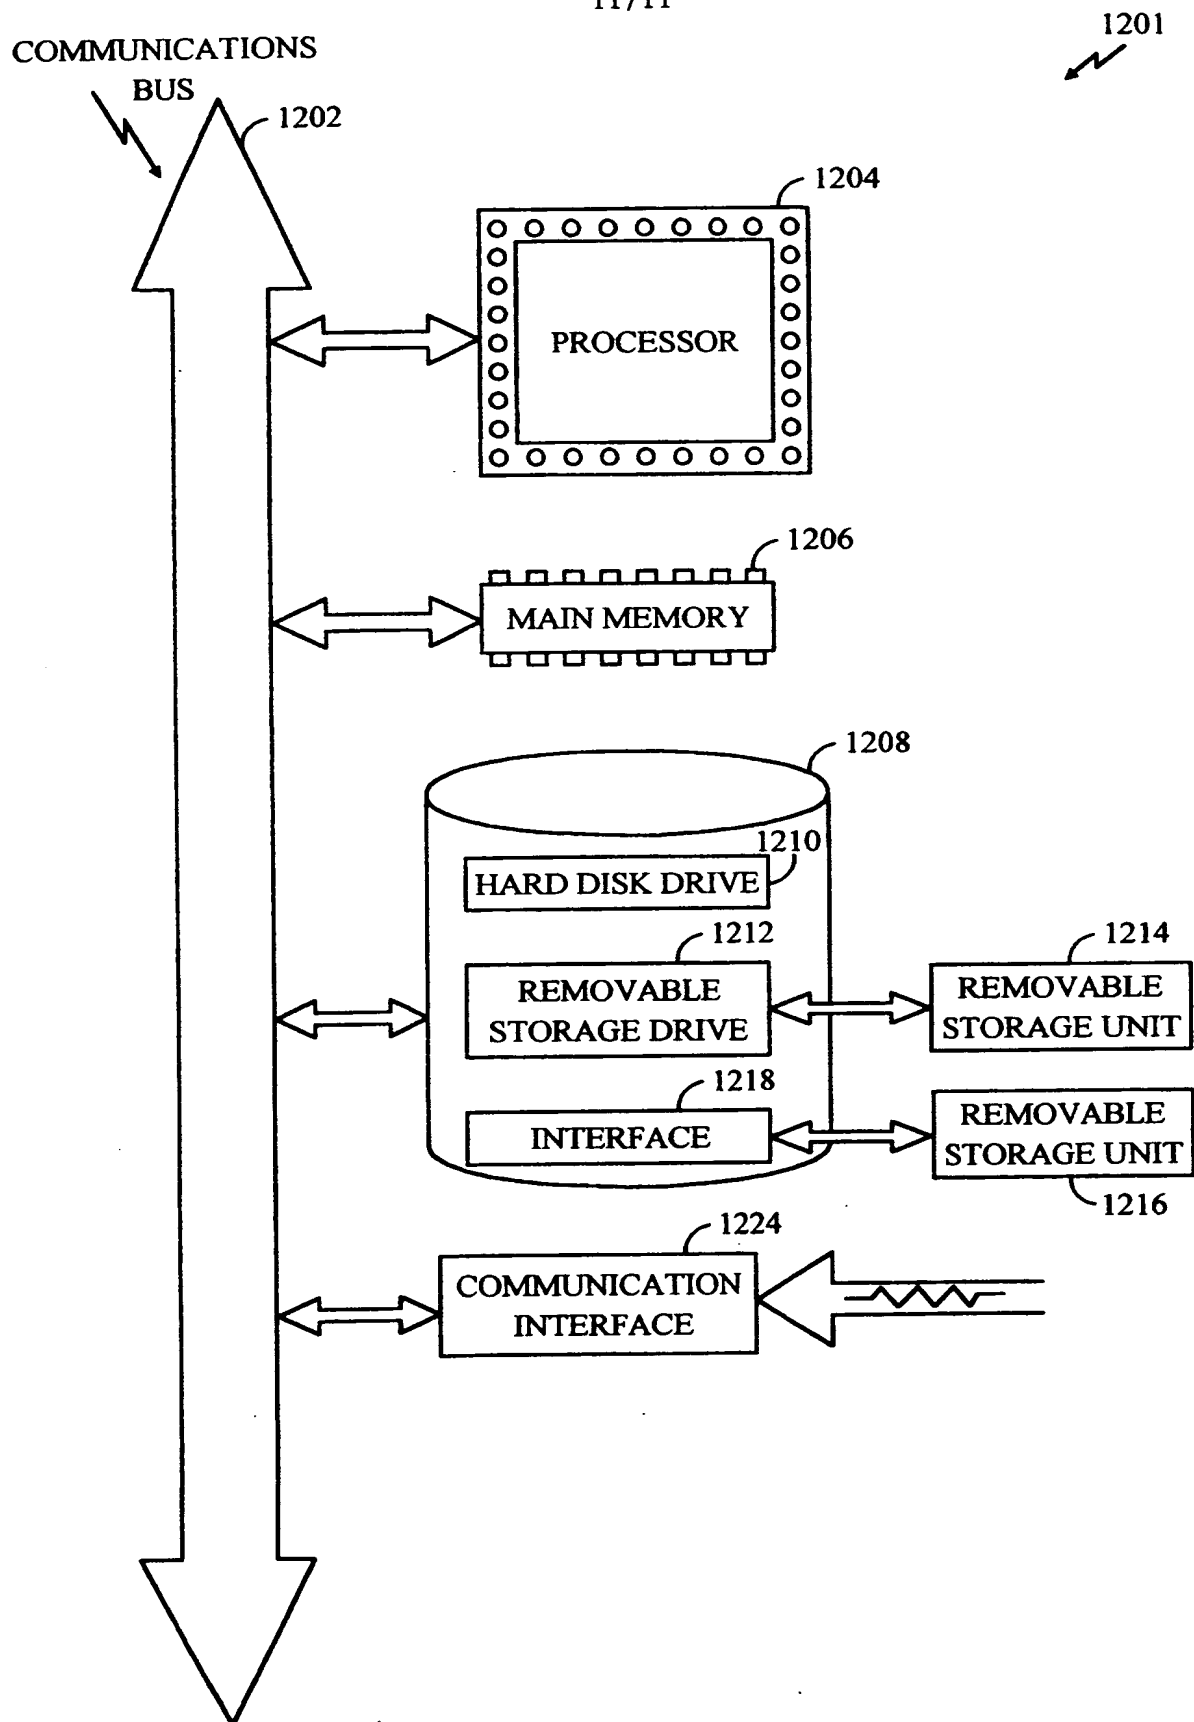 11/11
1201
COMMUNICATIONS
BUS
1202
1204
PROCESSOR
1206
MAIN MEMORY
1208
1210
HARD DISK DRIVE
1212
REMOVABLE
STORAGE DRIVE
1214
REMOVABLE
STORAGE UNIT
1218
INTERFACE
REMOVABLE
STORAGE UNIT
1216
1224
COMMUNICATION
INTERFACE